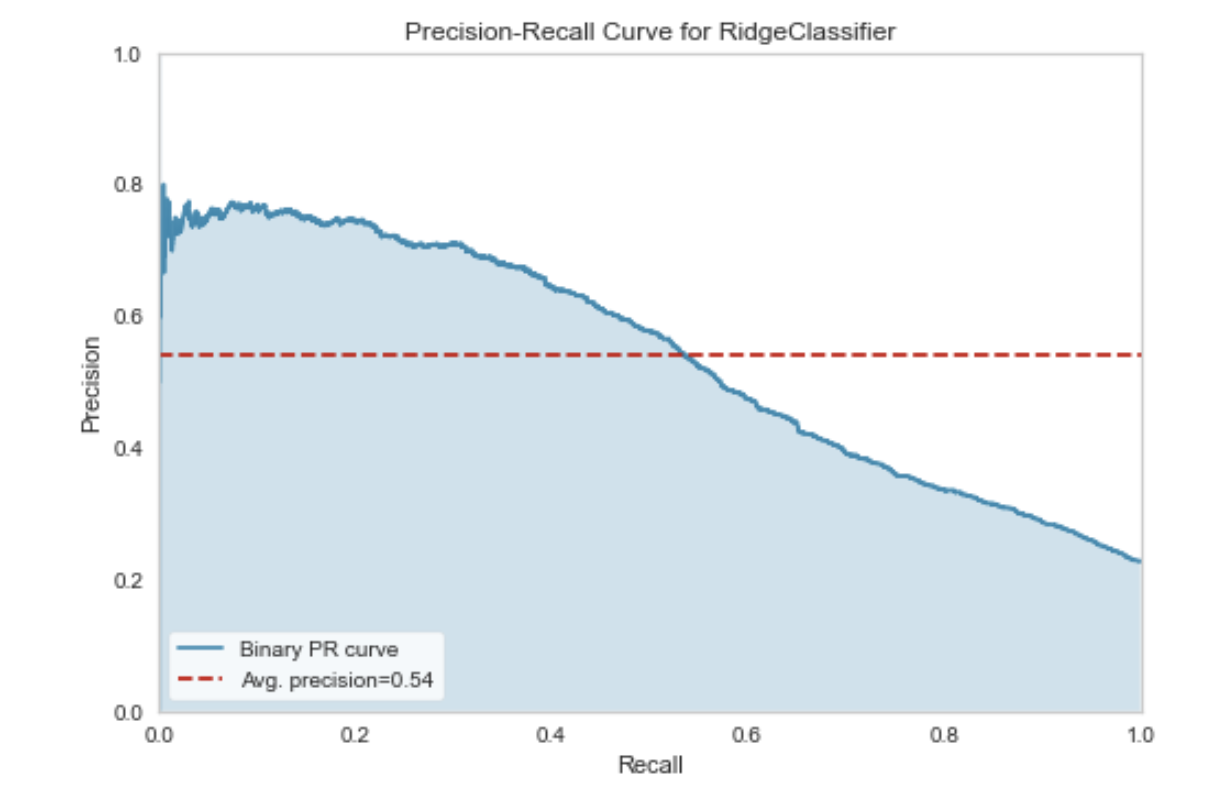 Precision-Recall Curve for RidgeClassifier
1.0
0.8
0.6
0.4
0.2
0.0
Precision
Binary PR curve
Avg. precision=0.54
0.0 0.2 0.4 0.6 0.8 1.0
Recall